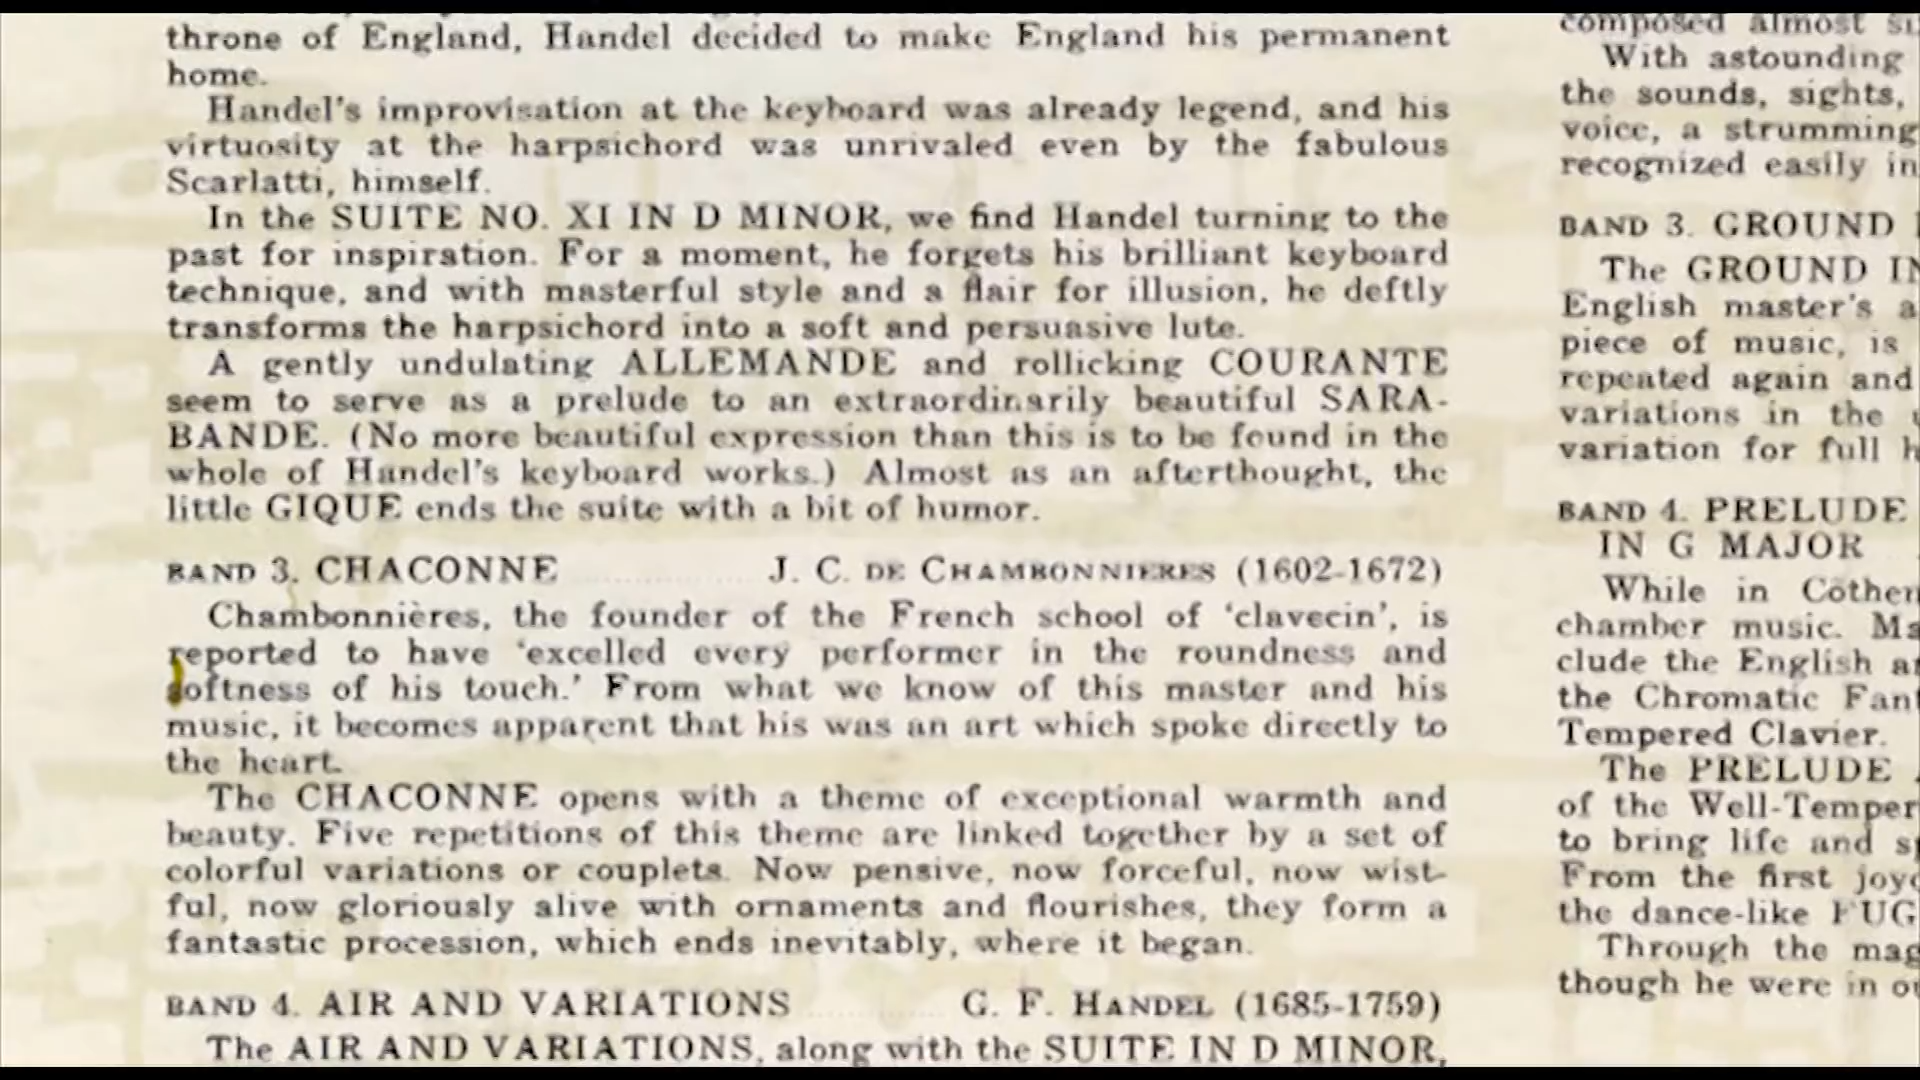 throne of England, Handel decided to make England his permanent
home.
Handel's improvisation at the keyboard was already legend, and his
virtuosity at the harpsichord was unrivaled even by the fabulous
Scarlatti, himself.
In the SUITE NO. XI IN D MINOR, we find Handel turning to the
past for inspiration. For a moment, he forgets his brilliant keyboard
technique, and with masterful style and a flair for illusion, he deftly
transforms the harpsichord into a soft and persuasive lute.
A gently undulating ALLEMANDE and rollicking COURANTE
seem to serve as a prelude to an extraordinarily beautiful SARA-
BANDE. (No more beautiful expression than this is to be found in the
whole of Handel's keyboard works.) Almost as an afterthought, the
little GIQUE ends the suite with a bit of humor.
BAND 3. CHACONNE J. C. DE CHAMBONNIERES (1602-1672)
Chambonnières, the founder of the French school of 'clavecin', is
reported to have 'excelled every performer in the roundness and
softness of his touch.' From what we know of this master and his
music, it becomes apparent that his was an art which spoke directly to
the heart.
The CHACONNE opens with a theme of exceptional warmth and
beauty. Five repetitions of this theme are linked together by a set of
colorful variations or couplets. Now pensive, now forceful, now wist-
ful, now gloriously alive with ornaments and flourishes, they form a
fantastic procession, which ends inevitably, where it began.
BAND 4. AIR AND VARIATIONS G. F. HANDEL (1685-1759)
The AIR AND VARIATIONS, along with the SUITE IN D MINOR,
composed almost
With astounding
the sounds, sights,
voice, a strumming
recognized easily in
BAND 3. GROUND
The GROUND IN
English master's
piece of music, is
repeated again and
variations in the
variation for full
BAND 4. PRELUDE
IN G MAJOR
While in Cöthen
chamber music.
clude the English
the Chromatic
Tempered Clavier.
The PRELUDE
of the
to bring life and
From the first
the dance-like
Through the
though he were in